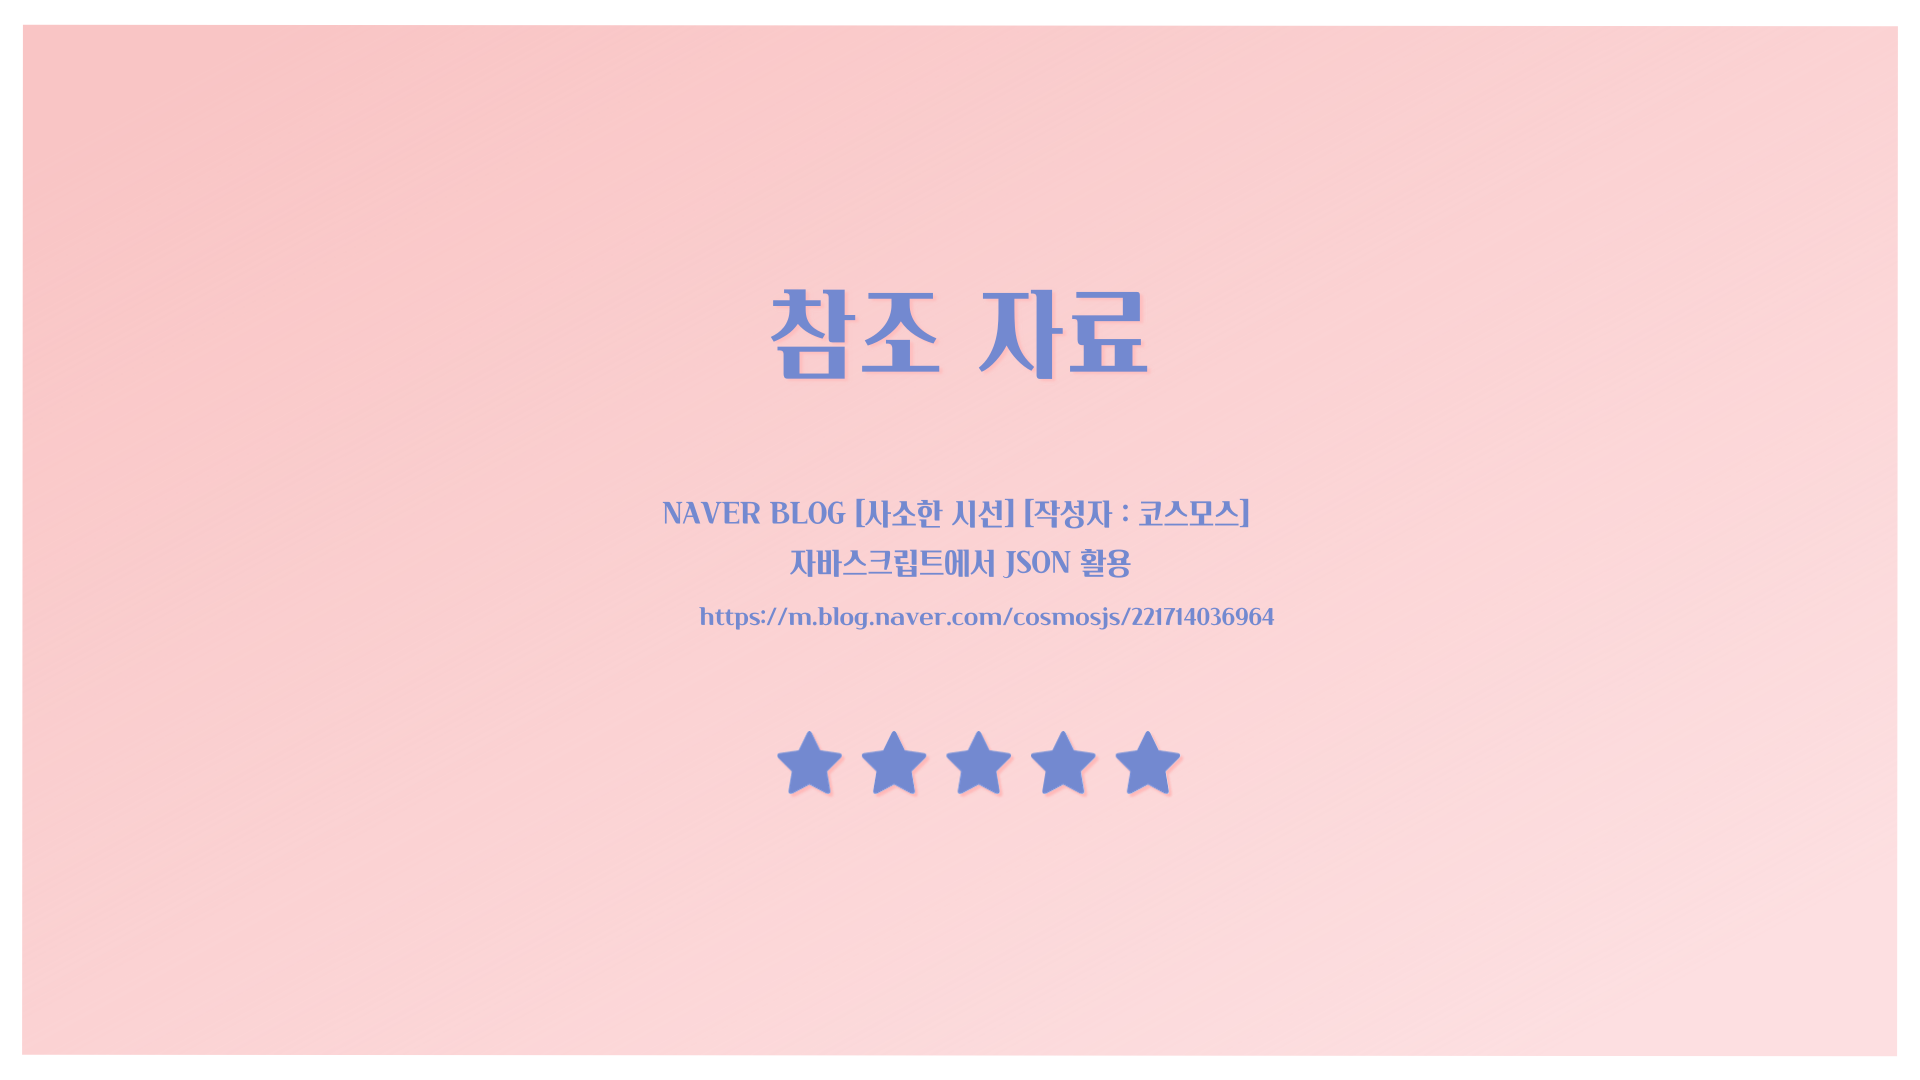 참조 자료
NAVER BLOG [사소한 시선] [작성자 : 코스모스]
자바스크립트에서 JSON 활용
https://m.blog.naver.com/cosmosjs/221714036964